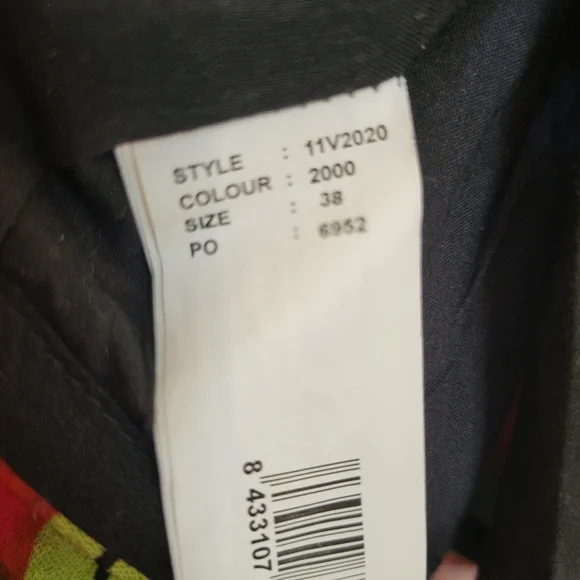 STYLE : 11V2020
COLOUR : 2000
SIZE : 38
PO : 6952
8 433107